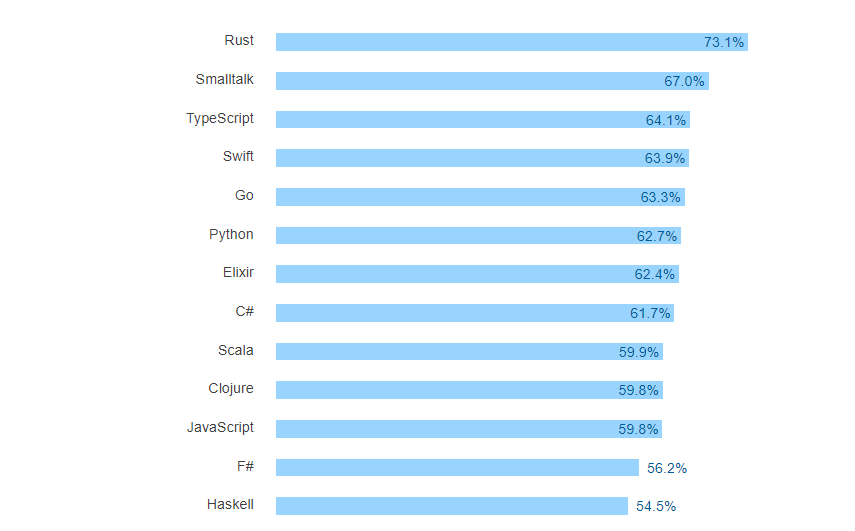 Rust 73.1%
Smalltalk 67.0%
TypeScript 64.1%
Swift 63.9%
Go 63.3%
Python 62.7%
Elixir 62.4%
C# 61.7%
Scala 59.9%
Clojure 59.8%
JavaScript 59.8%
F# 56.2%
Haskell 54.5%